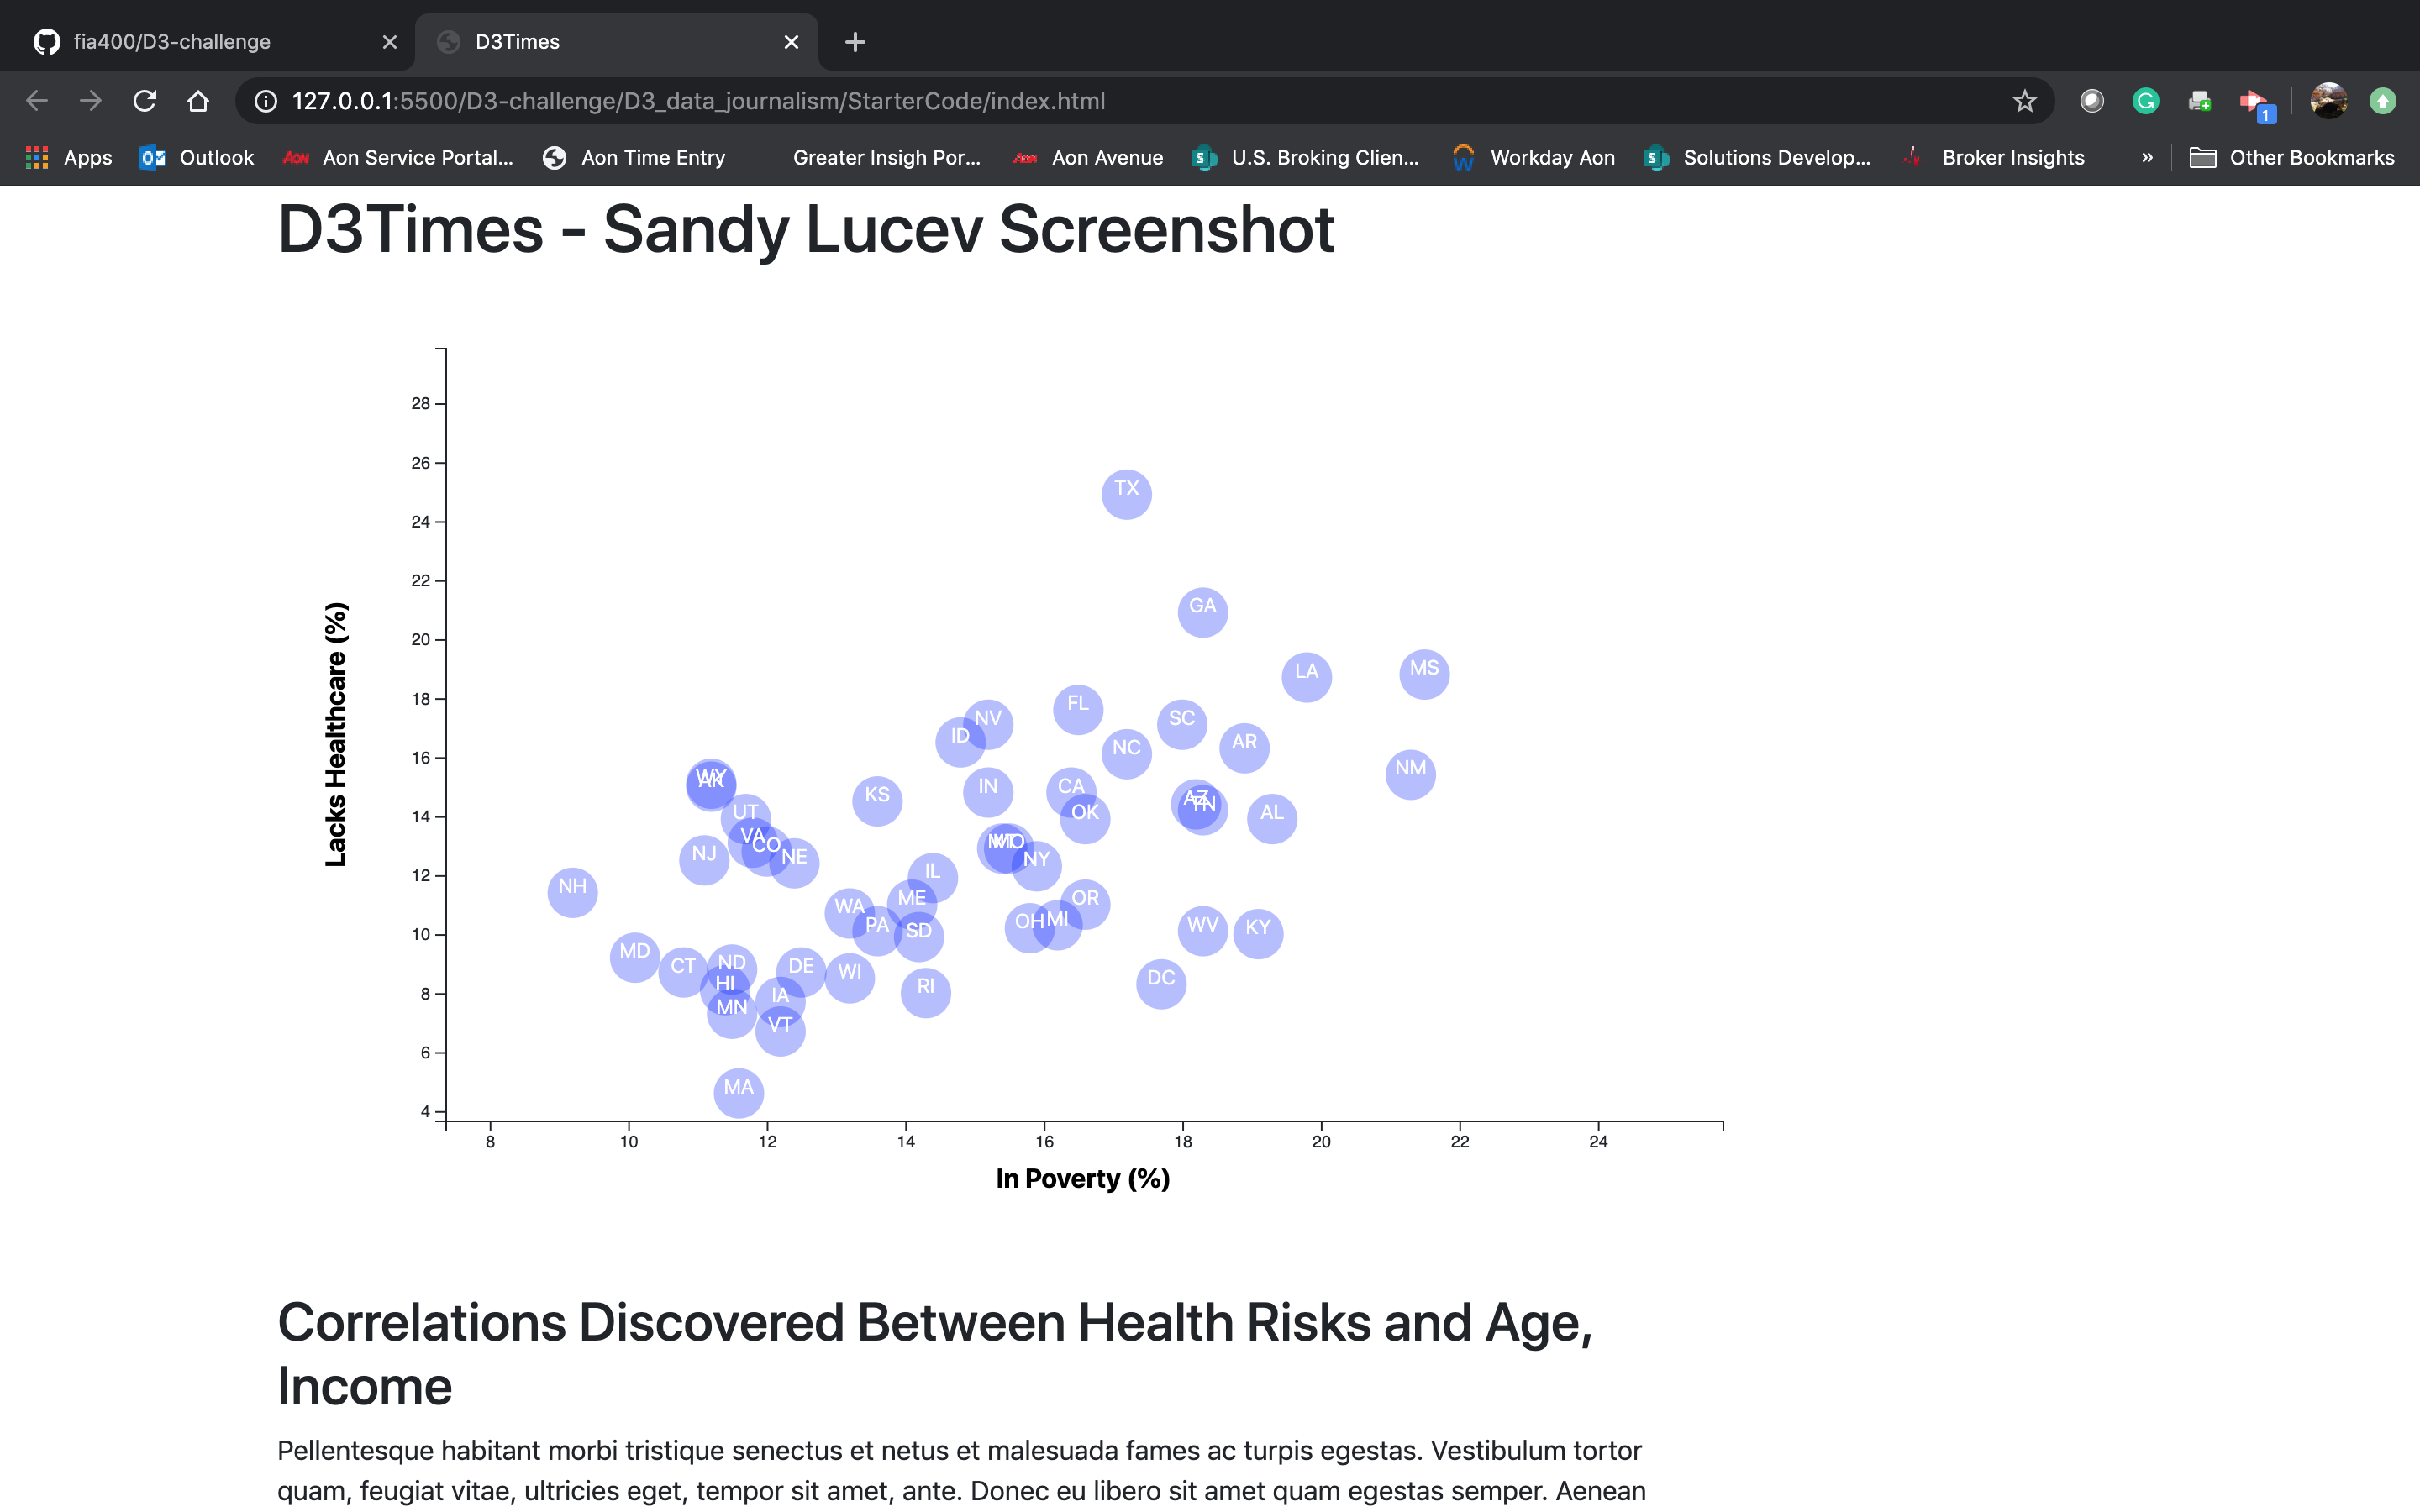 fia400/D3-challenge
D3Times
127.0.0.1:5500/D3-challenge/D3_data_journalism/StarterCode/index.html
1
Apps
Outlook
AON Aon Service Portal...
Aon Time Entry
Greater Insigh Por...
Aon Avenue
S U.S. Broking Clien...
W Workday Aon
S Solutions Develop...
Broker Insights
»
Other Bookmarks
D3Times - Sandy Lucev Screenshot
28
26
TX
24
22
GA
20
LA
MS
18
FL
NV
SC
ID
AR
NC
16
NM
WY
AK
IN
CA
KS
AZ
TN
14
UT
OK
AL
VA
MT
MO
CO
NJ
NE
NY
12
IL
NH
ME
OR
WA
PA
SD
OH
MI
WV
KY
10
MD
CT
ND
DE
WI
DC
HI
RI
8
IA
MN
VT
6
MA
4
Lacks Healthcare (%)
8 10 12 14 16 18 20 22 24
In Poverty (%)
Correlations Discovered Between Health Risks and Age,
Income
Pellentesque habitant morbi tristique senectus et netus et malesuada fames ac turpis egestas. Vestibulum tortor
quam, feugiat vitae, ultricies eget, tempor sit amet, ante. Donec eu libero sit amet quam egestas semper. Aenean